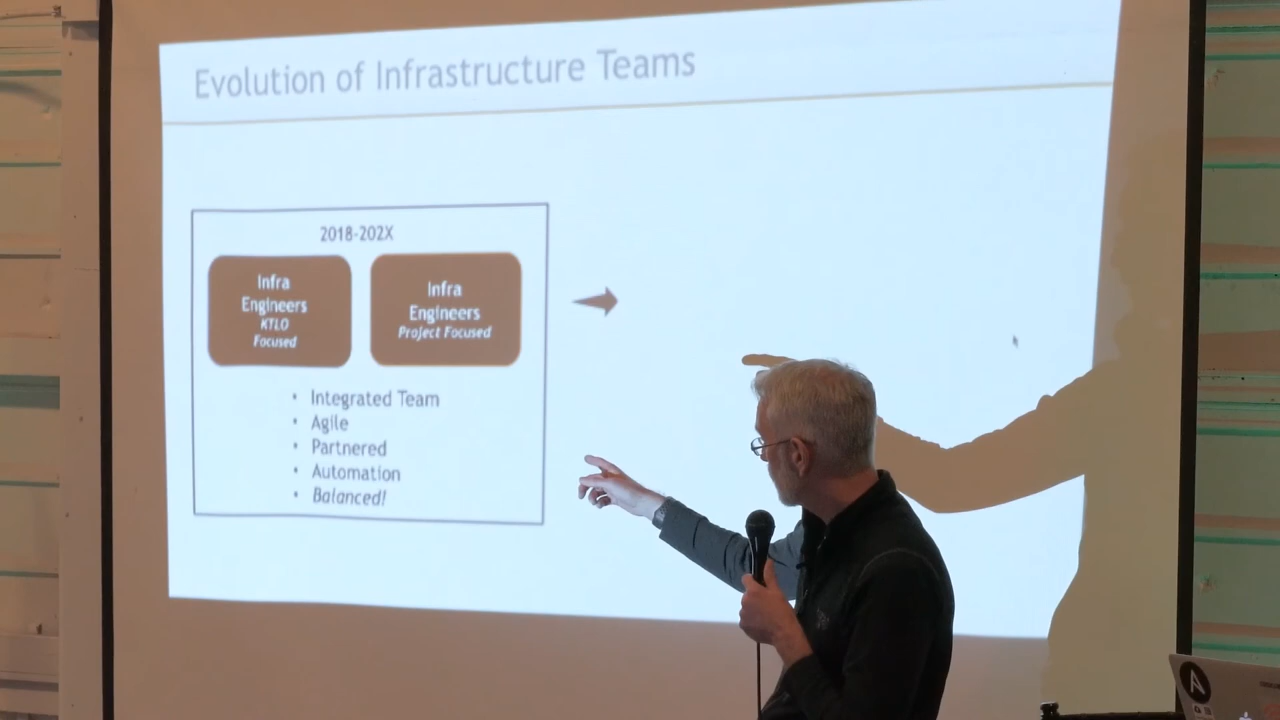 Evolution of Infrastructure Teams
2018-202X
Infra
Engineers
KTLO
Focused
Infra
Engineers
Project Focused
• Integrated Team
• Agile
• Partnered
• Automation
• Balanced!